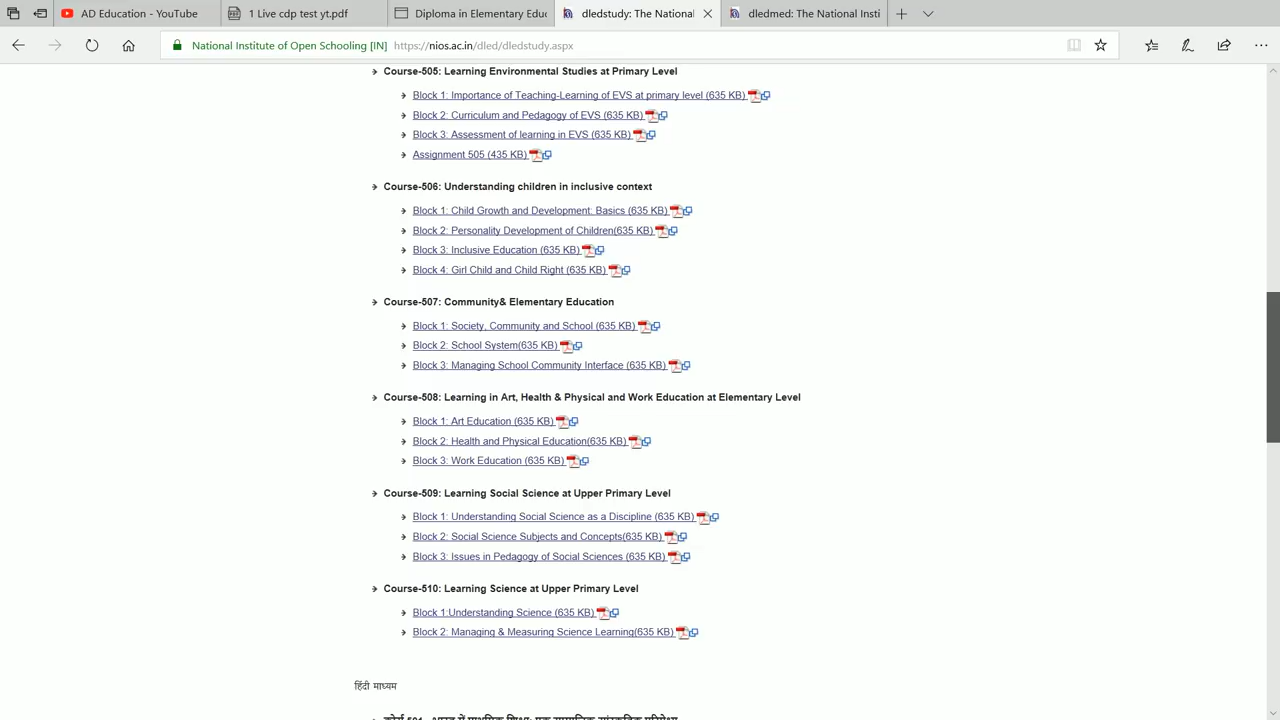 AD Education - YouTube
1 Live cdp test yt.pdf
Diploma in Elementary Edu
dledstudy: The National
dledmed: The National Insti
National Institute of Open Schooling [IN] https://nios.ac.in/dled/dledstudy.aspx
Course-505: Learning Environmental Studies at Primary Level
Block 1: Importance of Teaching-Learning of EVS at primary level (635 KB)
Block 2: Curriculum and Pedagogy of EVS (635 KB)
Block 3: Assessment of learning in EVS (635 KB)
Assignment 505 (435 KB)
Course-506: Understanding children in inclusive context
Block 1: Child Growth and Development: Basics (635 KB)
Block 2: Personality Development of Children(635 KB)
Block 3: Inclusive Education (635 KB)
Block 4: Girl Child and Child Right (635 KB)
Course-507: Community& Elementary Education
Block 1: Society, Community and School (635 KB)
Block 2: School System(635 KB)
Block 3: Managing School Community Interface (635 KB)
Course-508: Learning in Art, Health & Physical and Work Education at Elementary Level
Block 1: Art Education (635 KB)
Block 2: Health and Physical Education(635 KB)
Block 3: Work Education (635 KB)
Course-509: Learning Social Science at Upper Primary Level
Block 1: Understanding Social Science as a Discipline (635 KB)
Block 2: Social Science Subjects and Concepts(635 KB)
Block 3: Issues in Pedagogy of Social Sciences (635 KB)
Course-510: Learning Science at Upper Primary Level
Block 1:Understanding Science (635 KB)
Block 2: Managing & Measuring Science Learning(635 KB)
हिंदी माध्यम